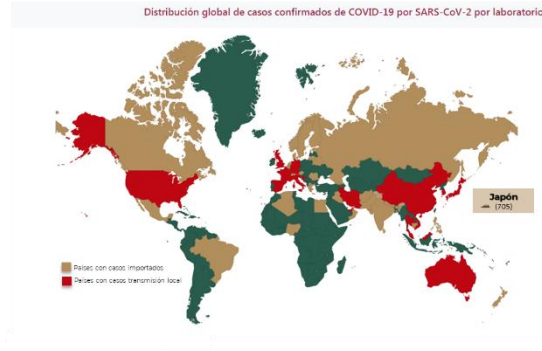 Distribución global de casos confirmados de COVID-19 por SARS-CoV-2 por laboratorio
Japón
(705)
Países con casos importados
Países con casos transmisión local